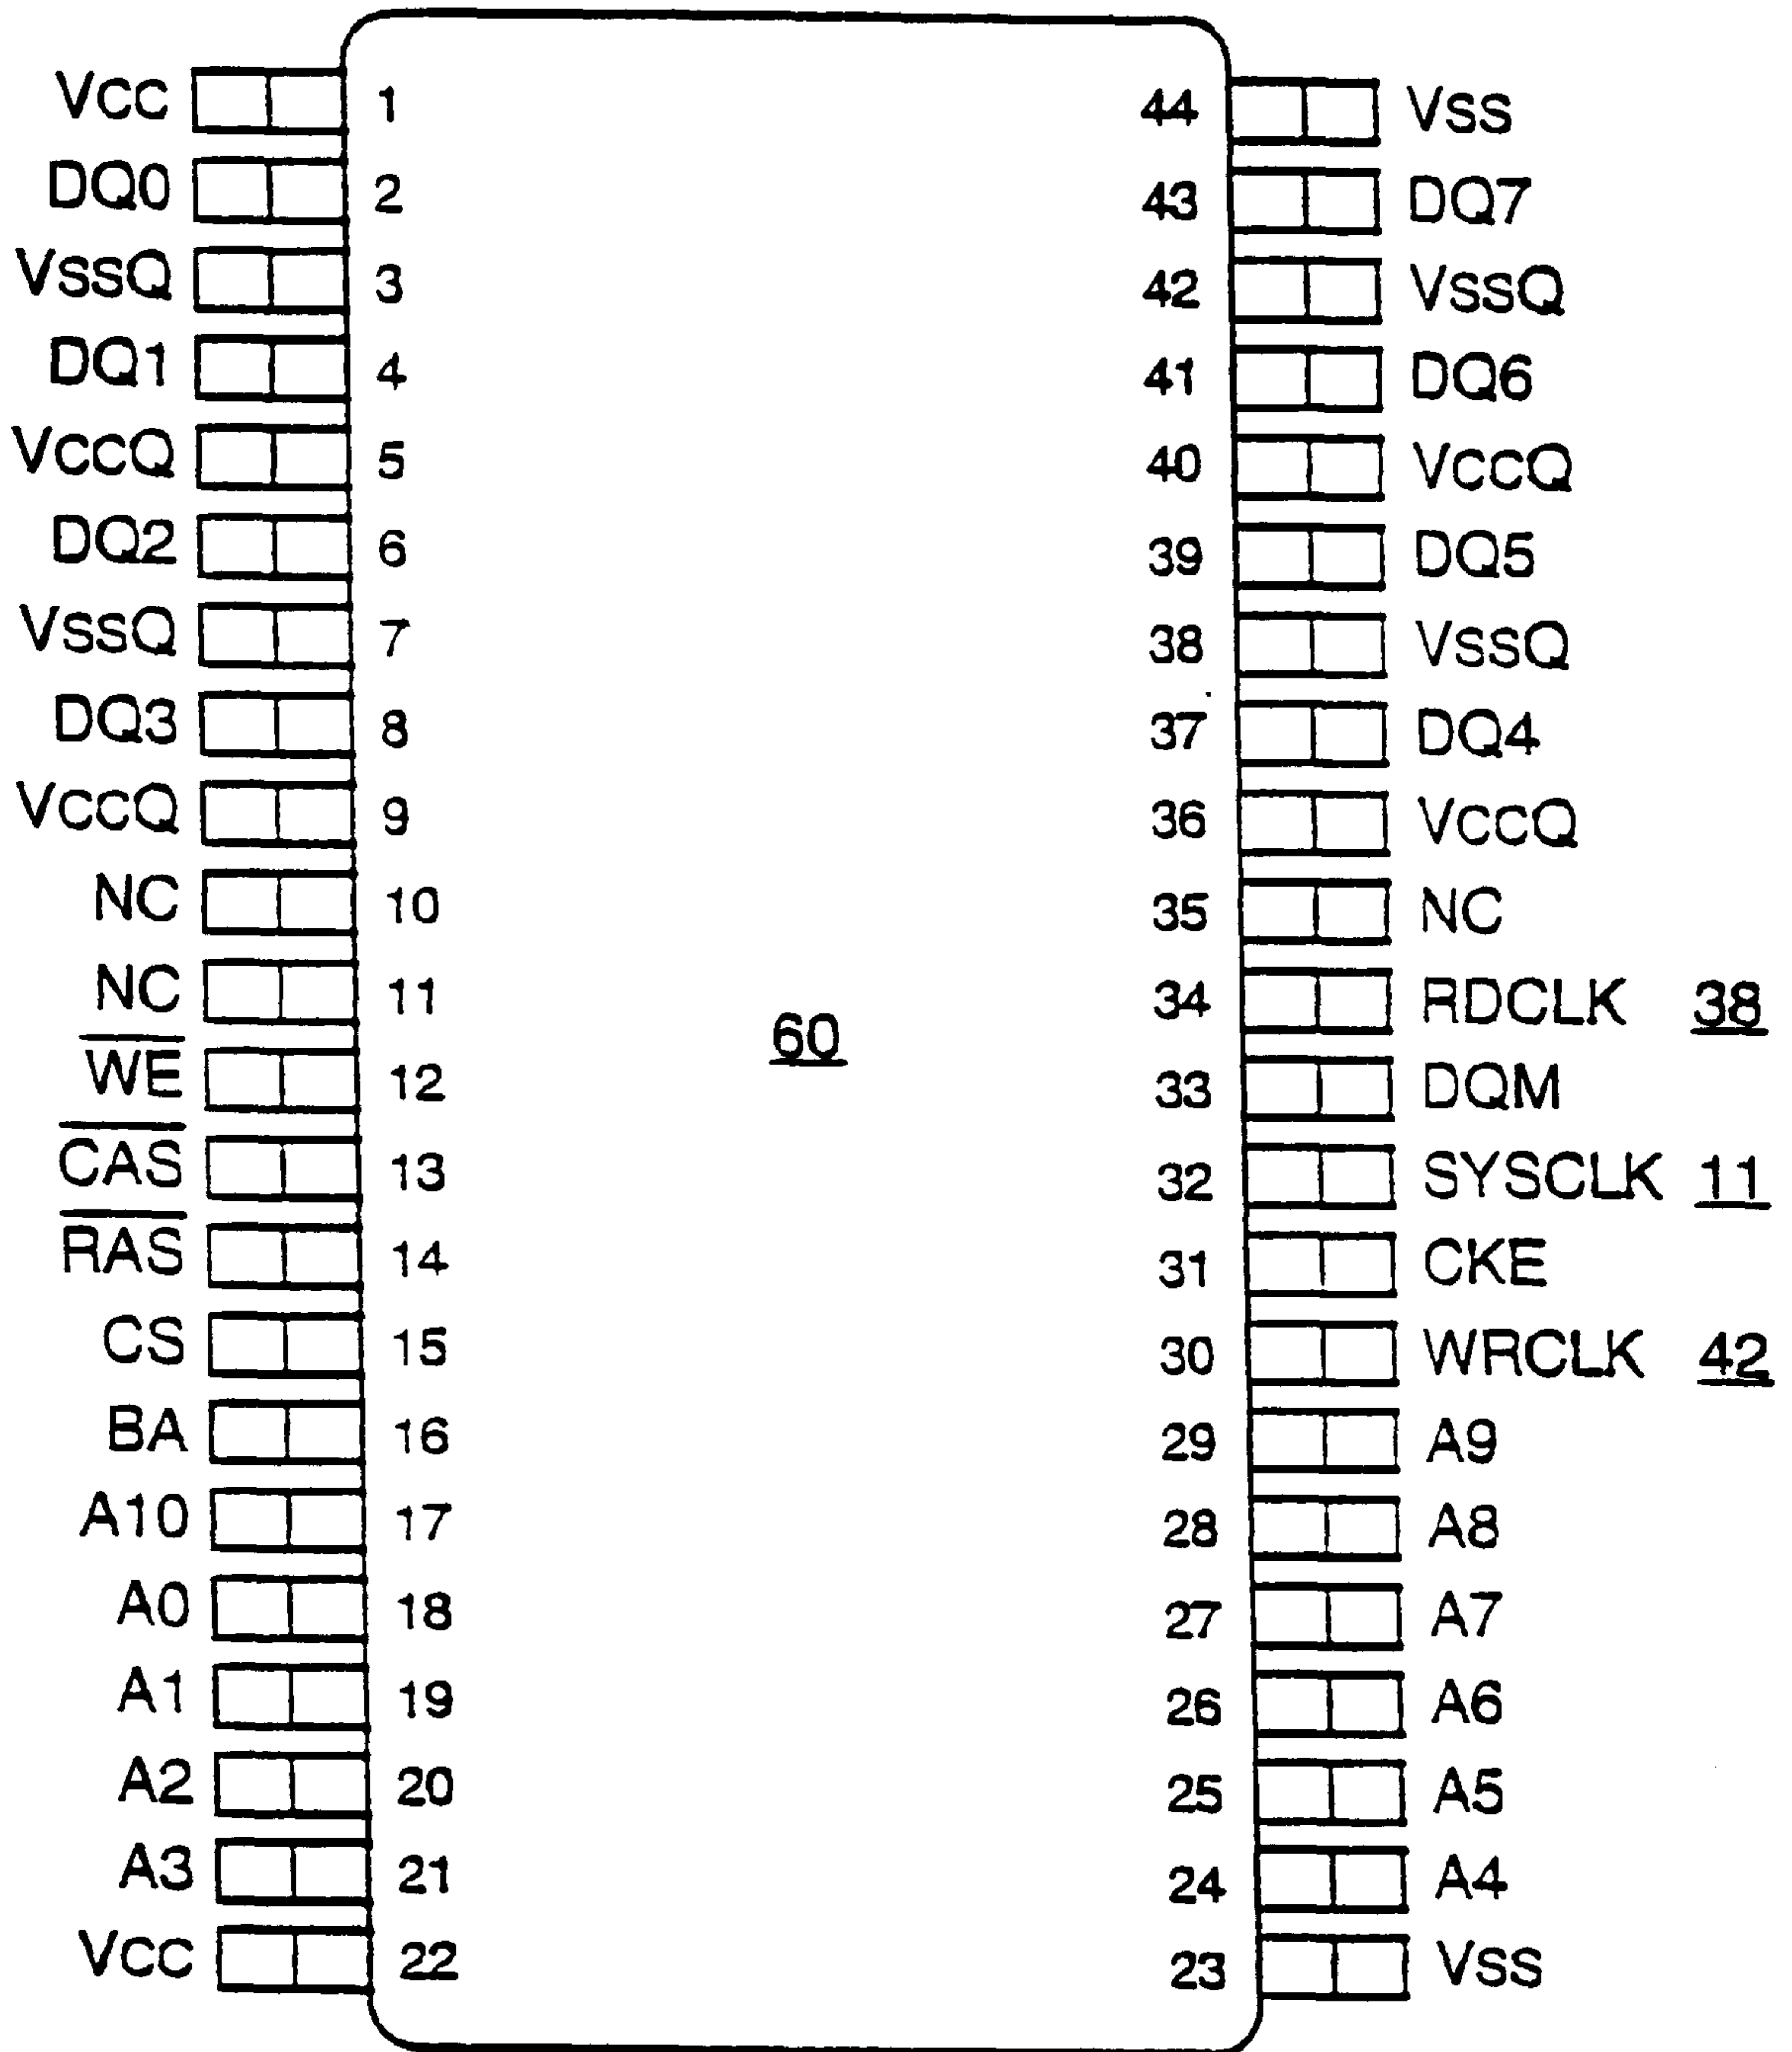 VCC 1 44 VSS
DQ0 2 43 DQ7
VSSQ 3 42 VSSQ
DQ1 4 41 DQ6
VCCQ 5 40 VCCQ
DQ2 6 39 DQ5
VSSQ 7 38 VSSQ
DQ3 8 37 DQ4
VCCQ 9 36 VCCQ
NC 10 35 NC
NC 11 34 RDCLK 38
60
W̅E̅ 12 33 DQM
C̅A̅S̅ 13 32 SYSCLK 11
R̅A̅S̅ 14 31 CKE
CS 15 30 WRCLK 42
BA 16 29 A9
A10 17 28 A8
A0 18 27 A7
A1 19 26 A6
A2 20 25 A5
A3 21 24 A4
VCC 22 23 VSS